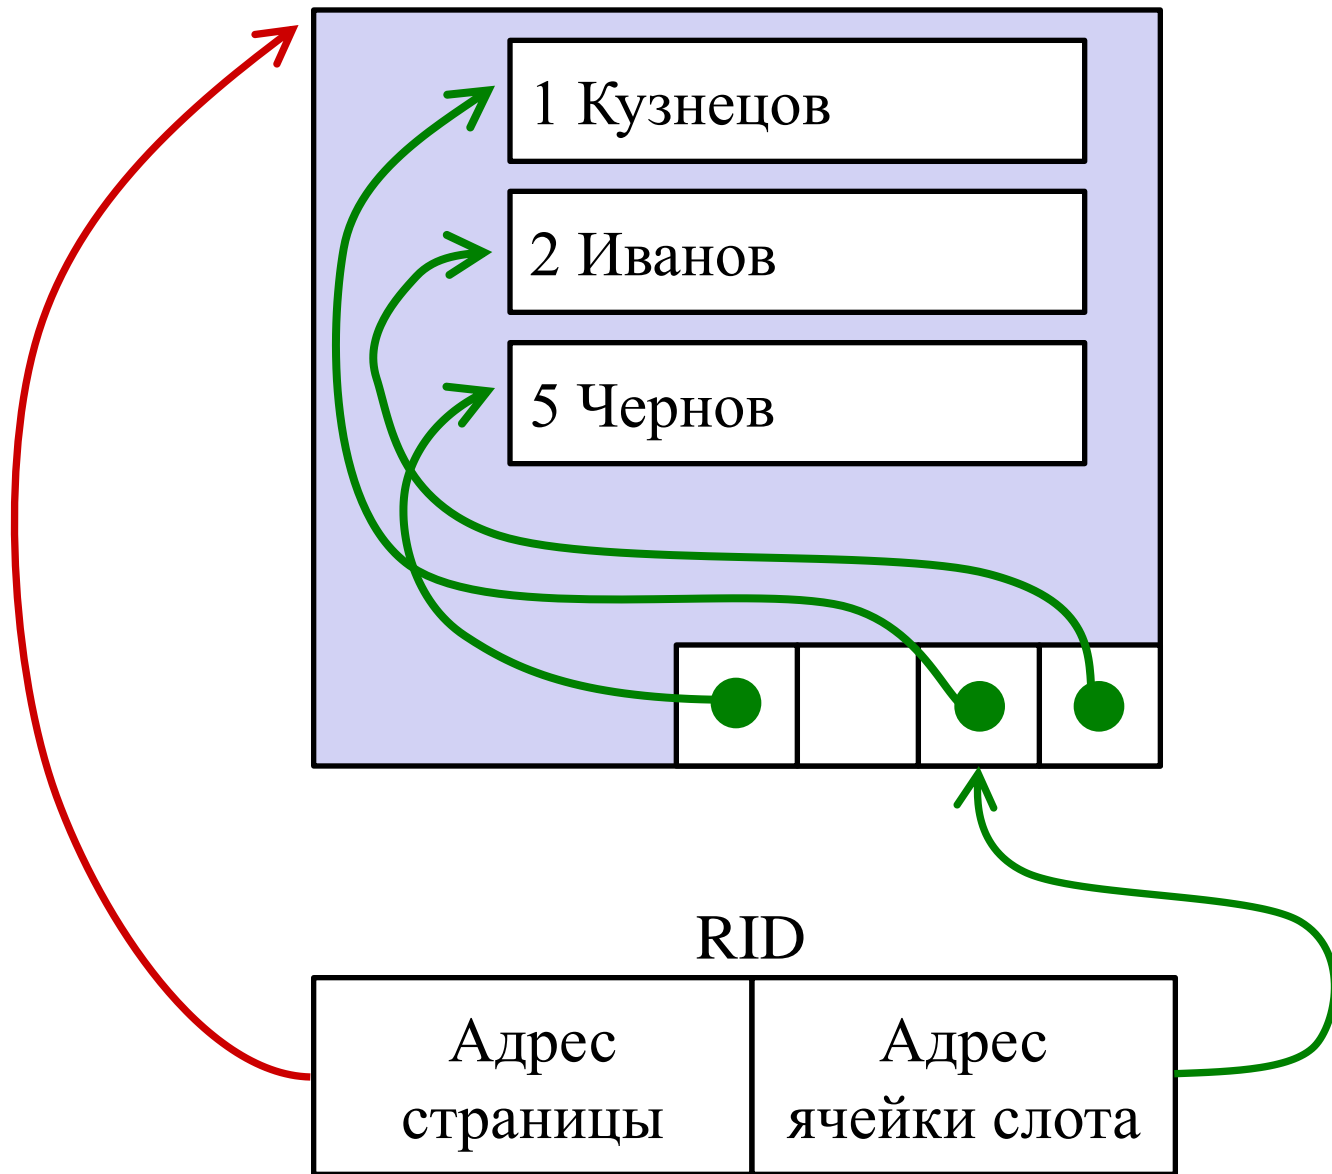 1 Кузнецов
2 Иванов
5 Чернов
RID
Адрес
страницы
Адрес
ячейки слота